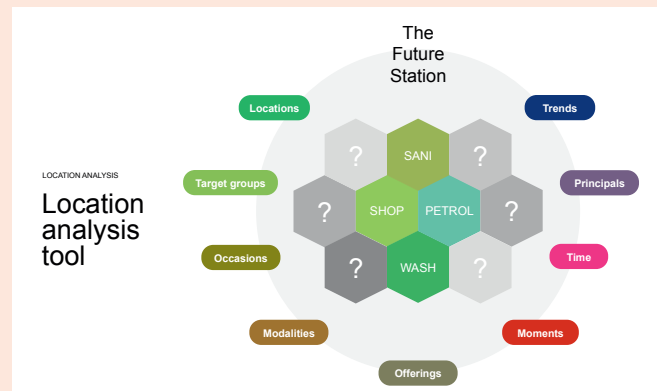 The
Future
Station
Locations
Trends
? SANI ?
LOCATION ANALYSIS
Location
analysis
tool
Target groups
Principals
? SHOP PETROL ?
Occasions
Time
? WASH ?
Modalities
Moments
Offerings